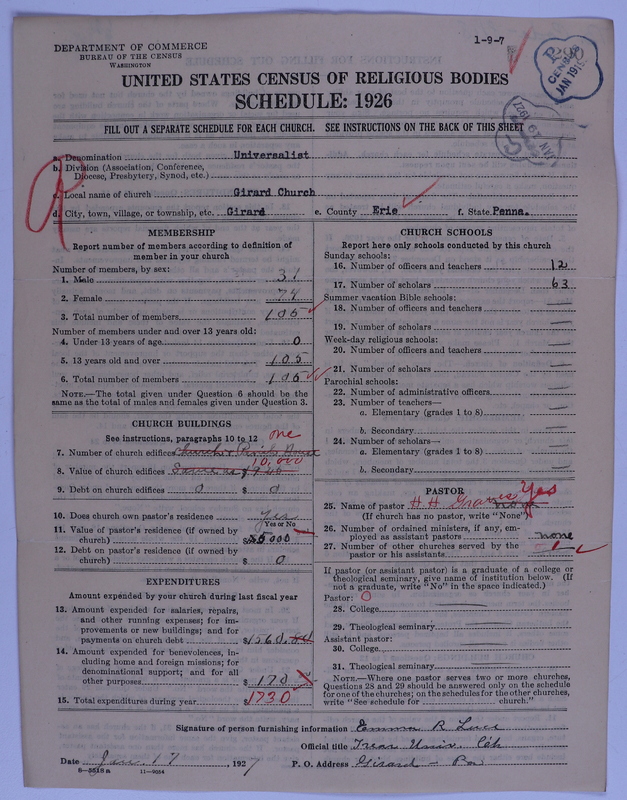 1-9-7
DEPARTMENT OF COMMERCE
BUREAU OF THE CENSUS
WASHINGTON
CENSUS
JAN 19
UNITED STATES CENSUS OF RELIGIOUS BODIES
SCHEDULE: 1926
JAN 19 1927
FILL OUT A SEPARATE SCHEDULE FOR EACH CHURCH. SEE INSTRUCTIONS ON THE BACK OF THIS SHEET
a. Denomination Universalist
b. Division (Association, Conference,
Diocese, Presbytery, Synod, etc.)
c. Local name of church Girard Church
d. City, town, village, or township, etc. Girard e. County Erie f. State Penna.
MEMBERSHIP
Report number of members according to definition of
member in your church
Number of members, by sex:
1. Male 31
2. Female 74
3. Total number of members 105
Number of members under and over 13 years old:
4. Under 13 years of age 0
5. 13 years old and over 105
6. Total number of members 105
NOTE.—The total given under Question 6 should be
same as the total of males and females given under Question 3.
CHURCH BUILDINGS
See instructions, paragraphs 10 to 12 one
7. Number of church edifices Church & Parish House
10,000
8. Value of church edifices Same as $
9. Debt on church edifices 0 $ 0
10. Does church own pastor's residence Yes
Yes or No
11. Value of pastor's residence (if owned by
church) $5000
12. Debt on pastor's residence (if owned by
church) $ 0
EXPENDITURES
Amount expended by your church during last fiscal year
13. Amount expended for salaries, repairs,
and other running expenses; for im-
provements or new buildings; and for
payments on church debt $1560.
14. Amount expended for benevolences, in-
cluding home and foreign missions; for
denominational support; and for all
other purposes $ 170
15. Total expenditures during year $1730
CHURCH SCHOOLS
Report here only schools conducted by this church
Sunday schools:
16. Number of officers and teachers 12
17. Number of scholars 63
Summer vacation Bible schools:
18. Number of officers and teachers —
19. Number of scholars —
Week-day religious schools:
20. Number of officers and teachers —
21. Number of scholars —
Parochial schools:
22. Number of administrative officers —
23. Number of teachers—
a. Elementary (grades 1 to 8) —
b. Secondary —
24. Number of scholars—
a. Elementary (grades 1 to 8) —
b. Secondary —
PASTOR Yes
25. Name of pastor H H Graves
(If church has no pastor, write "None")
26. Number of ordained ministers, if any, em-
ployed as assistant pastors none
27. Number of other churches served by the
pastor or his assistants 1
If pastor (or assistant pastor) is a graduate of a college or
theological seminary, give name of institution below. (If
not a graduate, write "No" in the space indicated.)
Pastor: 0
28. College —
29. Theological seminary —
Assistant pastor:
30. College —
31. Theological seminary —
NOTE.—Where one pastor serves two or more churches,
Questions 28 and 29 should be answered only on the schedule
for one of the churches; on the schedules for the other churches,
write "See schedule for church."
Signature of person furnishing information Emma R
Official title Treas Univ. Ch
Date Jan. 17, 1927 P. O. Address Girard - Pa
8-5518a 11-9054